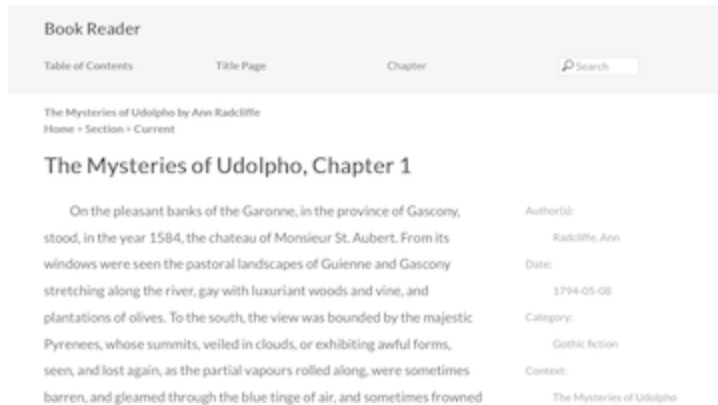 Book Reader
Table of Contents
Title Page
Chapter
Search
The Mysteries of Udolpho by Ann Radcliffe
Home > Section > Current
The Mysteries of Udolpho, Chapter 1
On the pleasant banks of the Garonne, in the province of Gascony,
stood, in the year 1584, the chateau of Monsieur St. Aubert. From its
windows were seen the pastoral landscapes of Guienne and Gascony
stretching along the river, gay with luxuriant woods and vine, and
plantations of olives. To the south, the view was bounded by the majestic
Pyrenees, whose summits, veiled in clouds, or exhibiting awful forms,
seen, and lost again, as the partial vapours rolled along, were sometimes
barren, and gleamed through the blue tinge of air, and sometimes frowned
Author(s):
Radcliffe, Ann
Date:
1794-05-08
Category:
Gothic fiction
Context:
The Mysteries of Udolpho